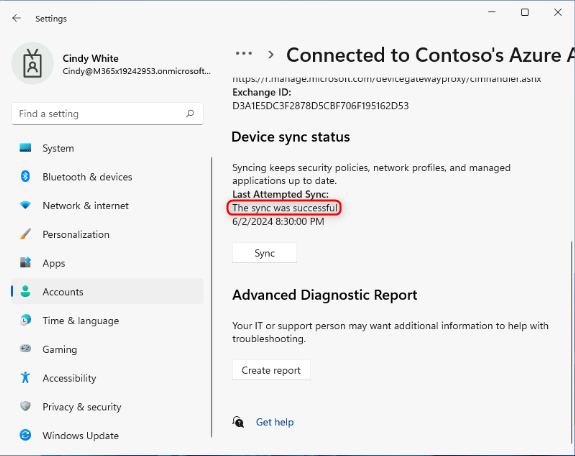 Settings
Cindy White
Cindy@M365x19242953.onmicrosoft...
Find a setting
System
Bluetooth & devices
Network & internet
Personalization
Apps
Accounts
Time & language
Gaming
Accessibility
Privacy & security
Windows Update
... > Connected to Contoso's Azure A
https://r.manage.microsoft.com/devicegatewayproxy/cimhandler.ashx
Exchange ID:
D3A1E5DC3F2878D5CBF706F195162D53
Device sync status
Syncing keeps security policies, network profiles, and managed
applications up to date.
Last Attempted Sync:
The sync was successful
6/2/2024 8:30:00 PM
Sync
Advanced Diagnostic Report
Your IT or support person may want additional information to help with
troubleshooting.
Create report
Get help